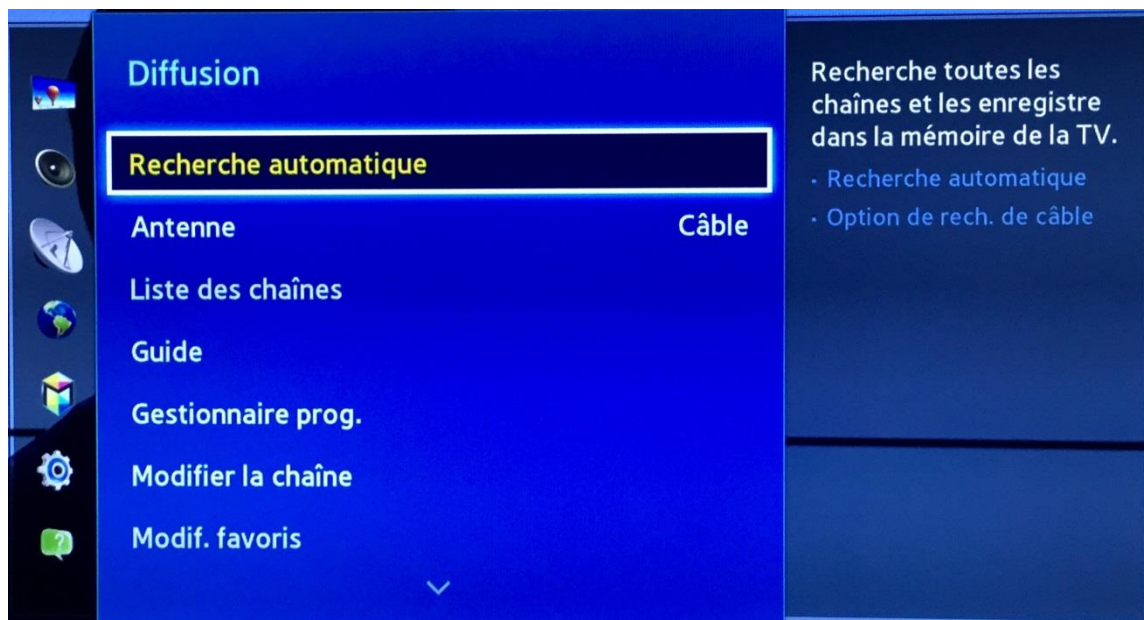 Diffusion
Recherche automatique
Antenne Câble
Liste des chaînes
Guide
Gestionnaire prog.
Modifier la chaîne
Modif. favoris
Recherche toutes les
chaînes et les enregistre
dans la mémoire de la TV.
· Recherche automatique
· Option de rech. de câble